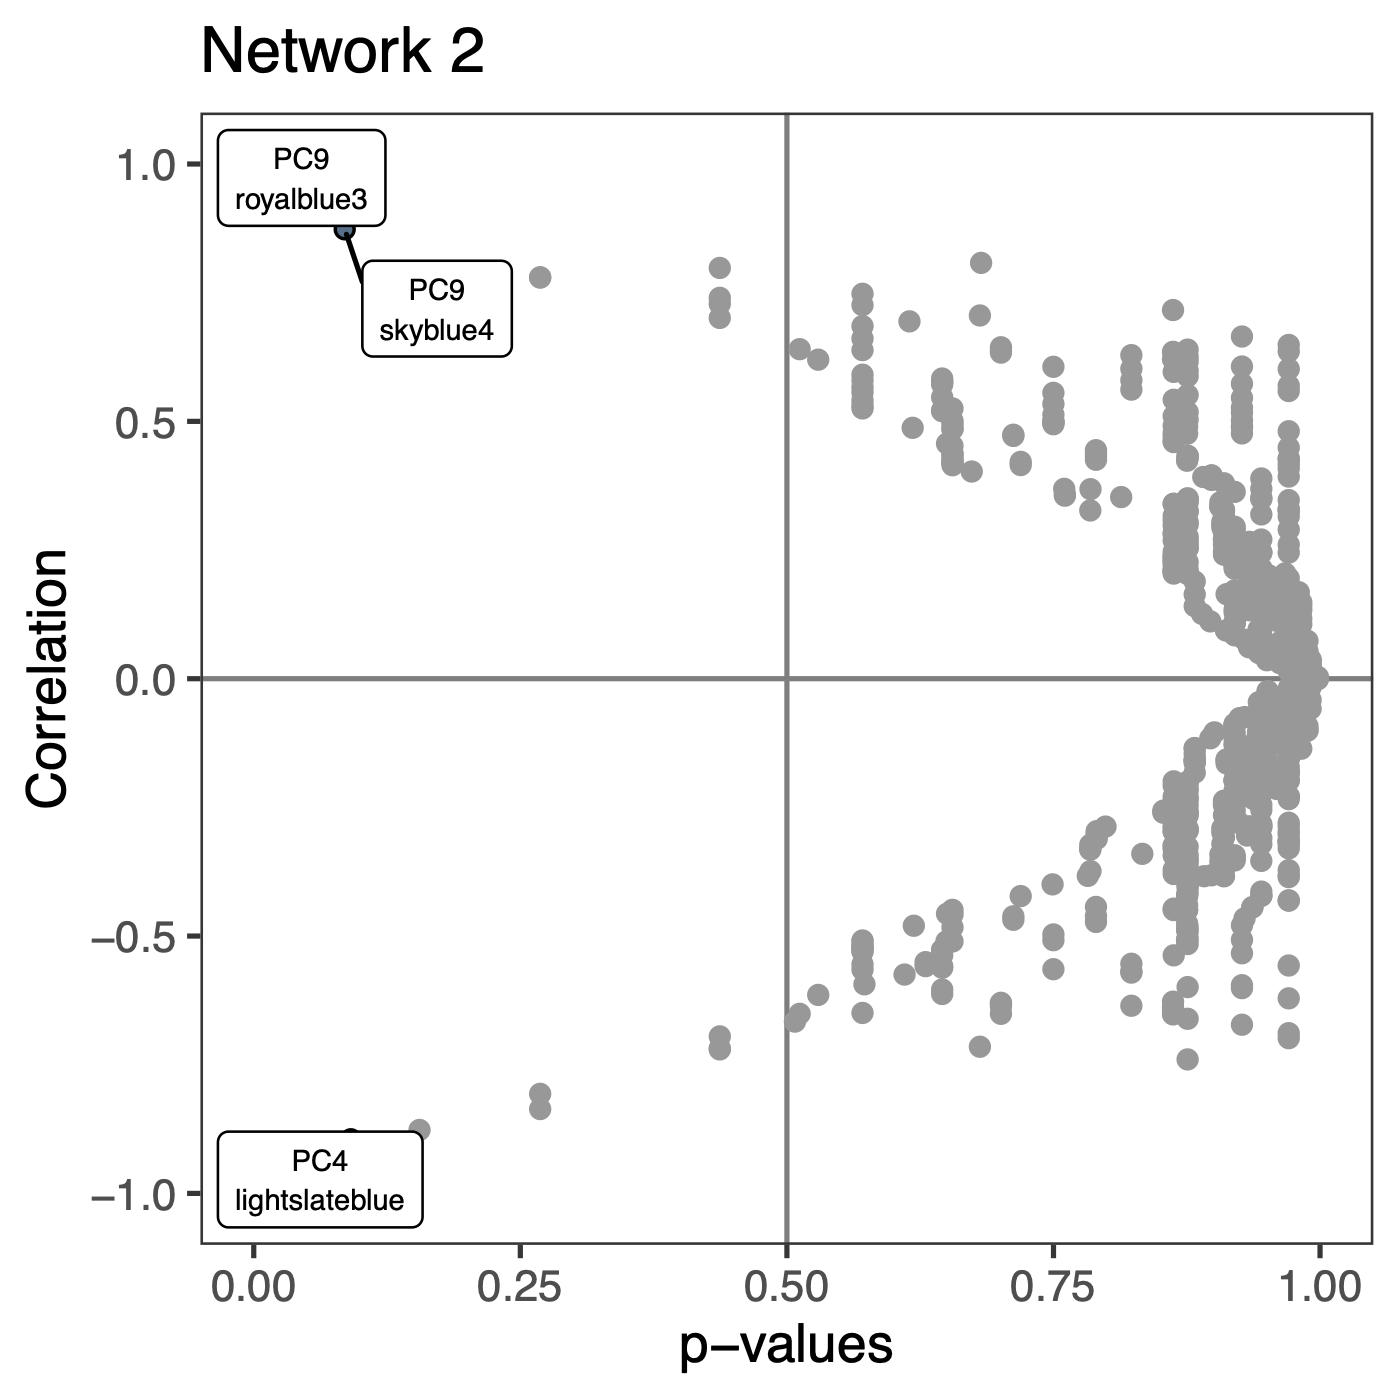 Network 2
PC9
royalblue3
PC9
skyblue4
PC4
lightslateblue
1.0
0.5
0.0
−0.5
−1.0
Correlation
0.00 0.25 0.50 0.75 1.00
p−values